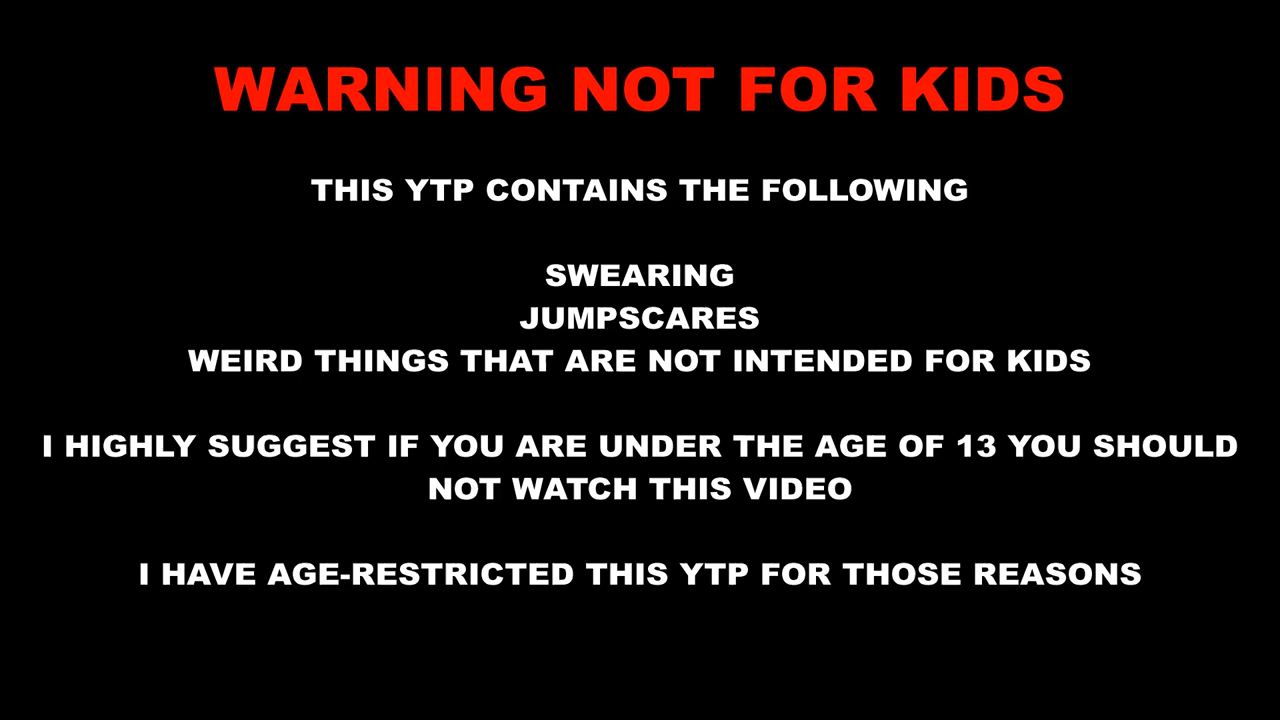 WARNING NOT FOR KIDS
THIS YTP CONTAINS THE FOLLOWING
SWEARING
JUMPSCARES
WEIRD THINGS THAT ARE NOT INTENDED FOR KIDS
I HIGHLY SUGGEST IF YOU ARE UNDER THE AGE OF 13 YOU SHOULD
NOT WATCH THIS VIDEO
I HAVE AGE-RESTRICTED THIS YTP FOR THOSE REASONS